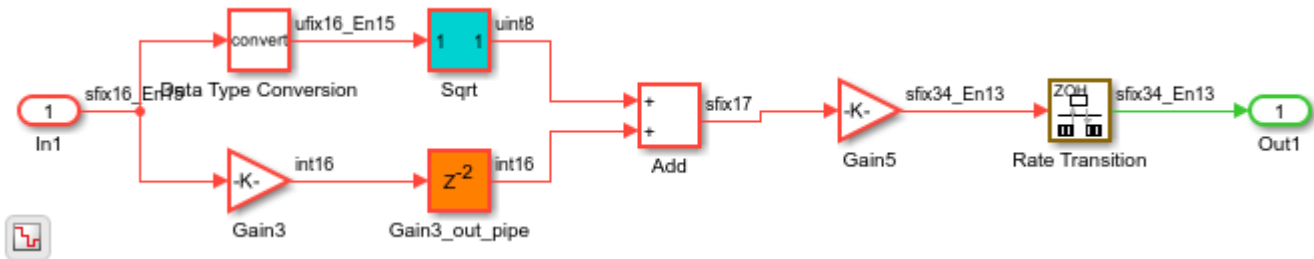 ufix16_En15
uint8
convert
1 1
sfix16_En15
Data Type Conversion
Sqrt
1
In1
+
+
sfix17
Add
-K-
Gain5
sfix34_En13
ZOH
Rate Transition
sfix34_En13
1
Out1
-K-
int16
Gain3
Z-2
int16
Gain3_out_pipe